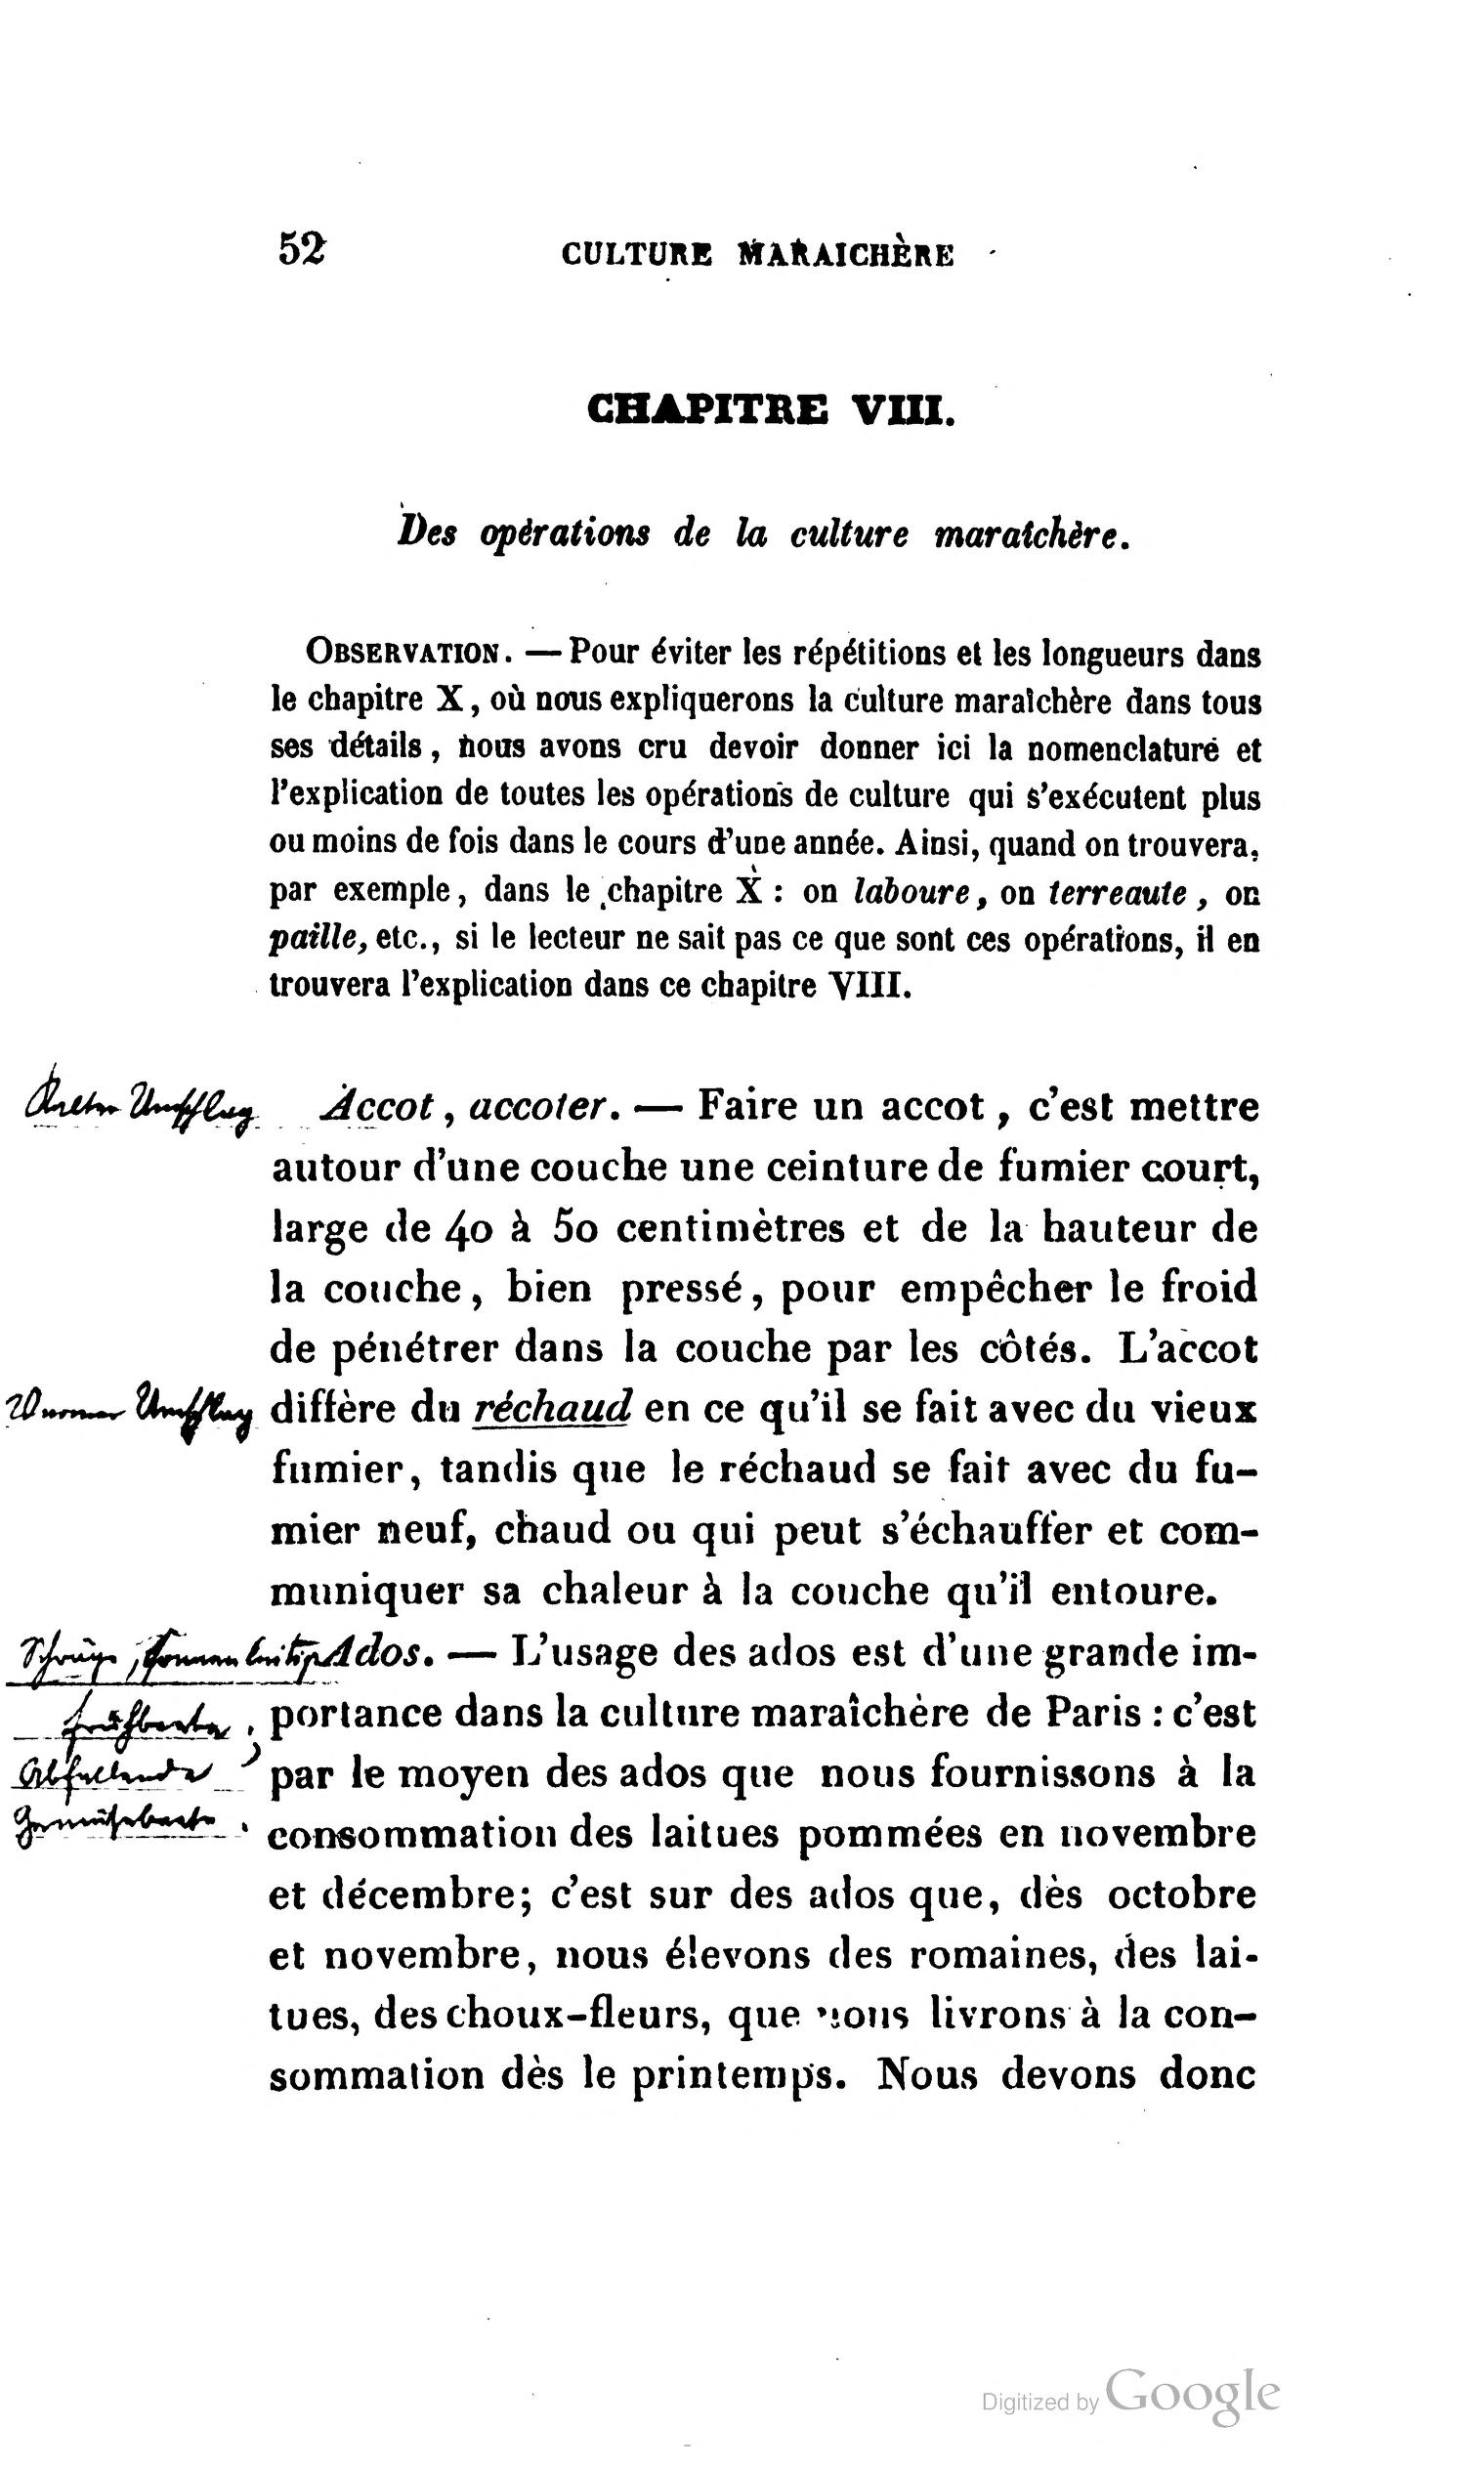 52 CULTURE MARAICHÈRE
CHAPITRE VIII.
Des opérations de la culture maraîchère.
OBSERVATION. — Pour éviter les répétitions et les longueurs dans
le chapitre X, où nous expliquerons la culture maraîchère dans tous
ses détails, nous avons cru devoir donner ici la nomenclature et
l'explication de toutes les opérations de culture qui s'exécutent plus
ou moins de fois dans le cours d'une année. Ainsi, quand on trouvera,
par exemple, dans le chapitre X : on laboure, on terreaute, on
paille, etc., si le lecteur ne sait pas ce que sont ces opérations, il en
trouvera l'explication dans ce chapitre VIII.
Kalter Umschlag
Accot, accoter. — Faire un accot, c'est mettre
autour d'une couche une ceinture de fumier court,
large de 40 à 50 centimètres et de la hauteur de
la couche, bien pressé, pour empêcher le froid
de pénétrer dans la couche par les côtés. L'accot
Warmer Umschlag
diffère du réchaud en ce qu'il se fait avec du vieux
fumier, tandis que le réchaud se fait avec du fu-
mier neuf, chaud ou qui peut s'échauffer et com-
muniquer sa chaleur à la couche qu'il entoure.
Schräge,
Frühbeete,
Abfallende
Gemüsebeete.
Ados. — L'usage des ados est d'une grande im-
portance dans la culture maraîchère de Paris : c'est
par le moyen des ados que nous fournissons à la
consommation des laitues pommées en novembre
et décembre; c'est sur des ados que, dès octobre
et novembre, nous élevons des romaines, des lai-
tues, des choux-fleurs, que nous livrons à la con-
sommation dès le printemps. Nous devons donc
Digitized by Google